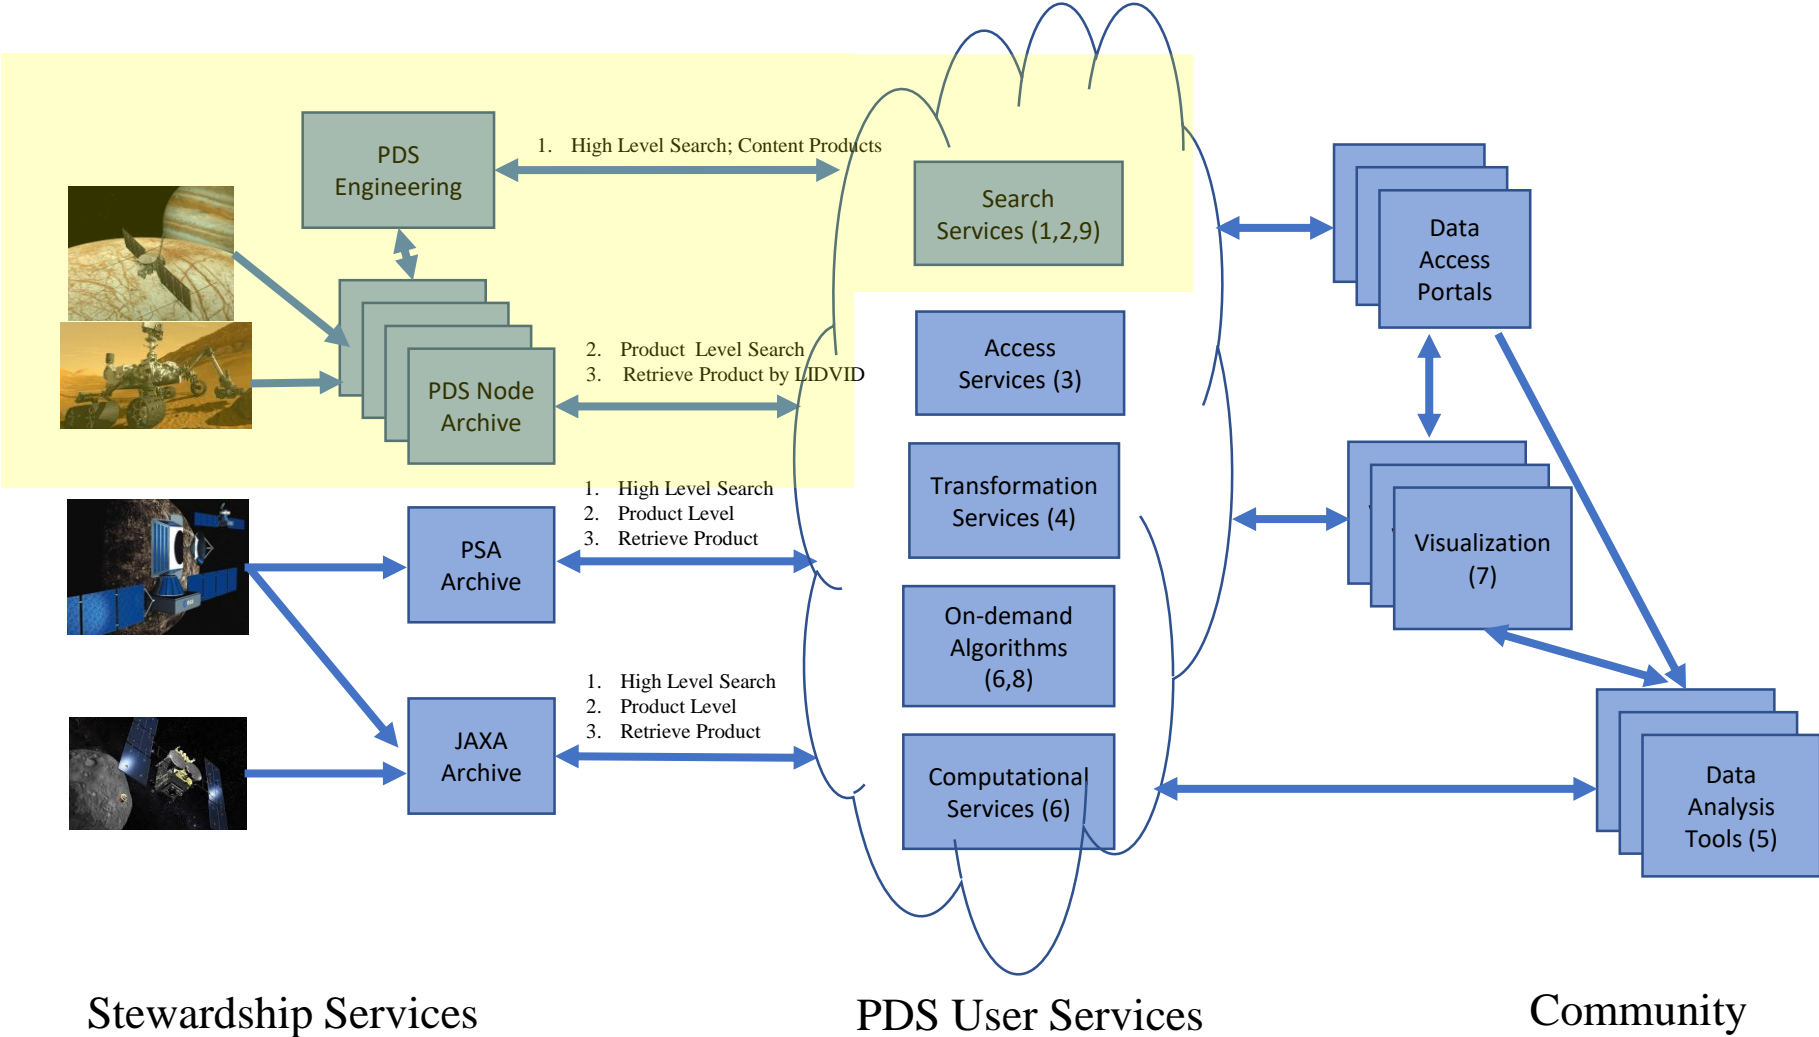 PDS
Engineering
1. High Level Search; Content Products
Search
Services (1,2,9)
Data
Access
Portals
2. Product Level Search
3. Retrieve Product by LIDVID
PDS Node
Archive
Access
Services (3)
1. High Level Search
2. Product Level
3. Retrieve Product
PSA
Archive
Transformation
Services (4)
Visualization
(7)
On-demand
Algorithms
(6,8)
1. High Level Search
2. Product Level
3. Retrieve Product
JAXA
Archive
Computational
Services (6)
Data
Analysis
Tools (5)
Stewardship Services
PDS User Services
Community